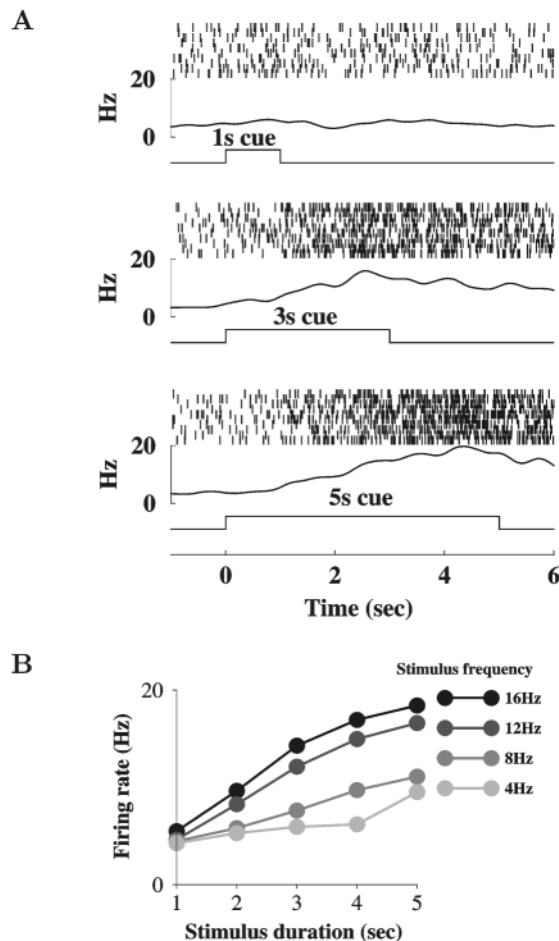 A
20
Hz
0
1s cue
20
Hz
0
3s cue
20
Hz
0
5s cue
0 2 4 6
Time (sec)
B
Stimulus frequency
20
16Hz
12Hz
8Hz
4Hz
Firing rate (Hz)
0
1 2 3 4 5
Stimulus duration (sec)